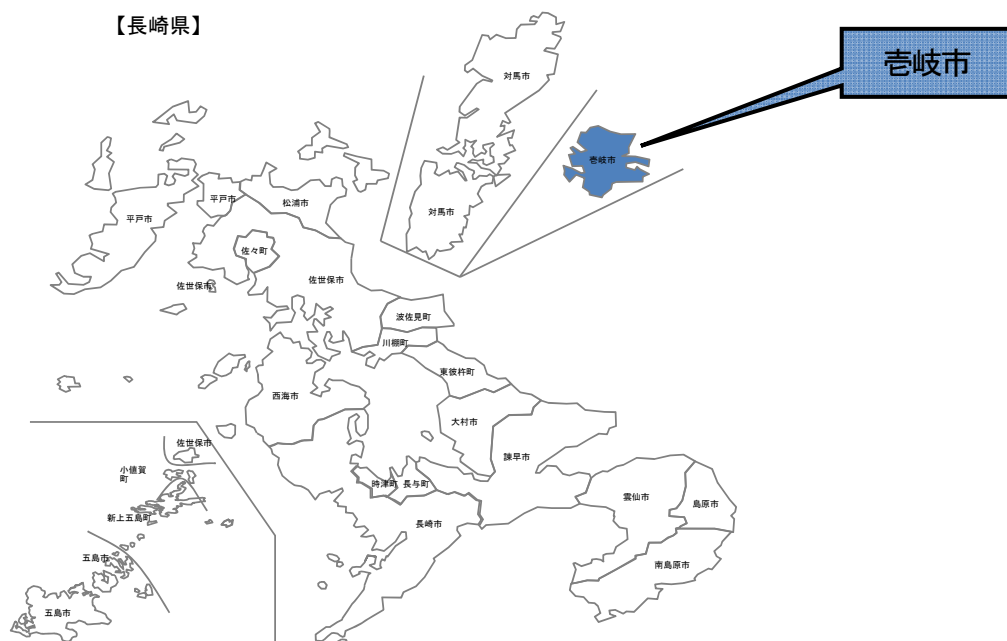 【長崎県】
壱岐市
対馬市
壱岐市
対馬市
平戸市
平戸市
松浦市
佐々町
佐世保市
佐世保市
波佐見町
川棚町
東彼杵町
西海市
大村市
佐世保市
諫早市
小値賀
町
時津町
長与町
雲仙市
島原市
新上五島町
長崎市
五島市
南島原市
五島市